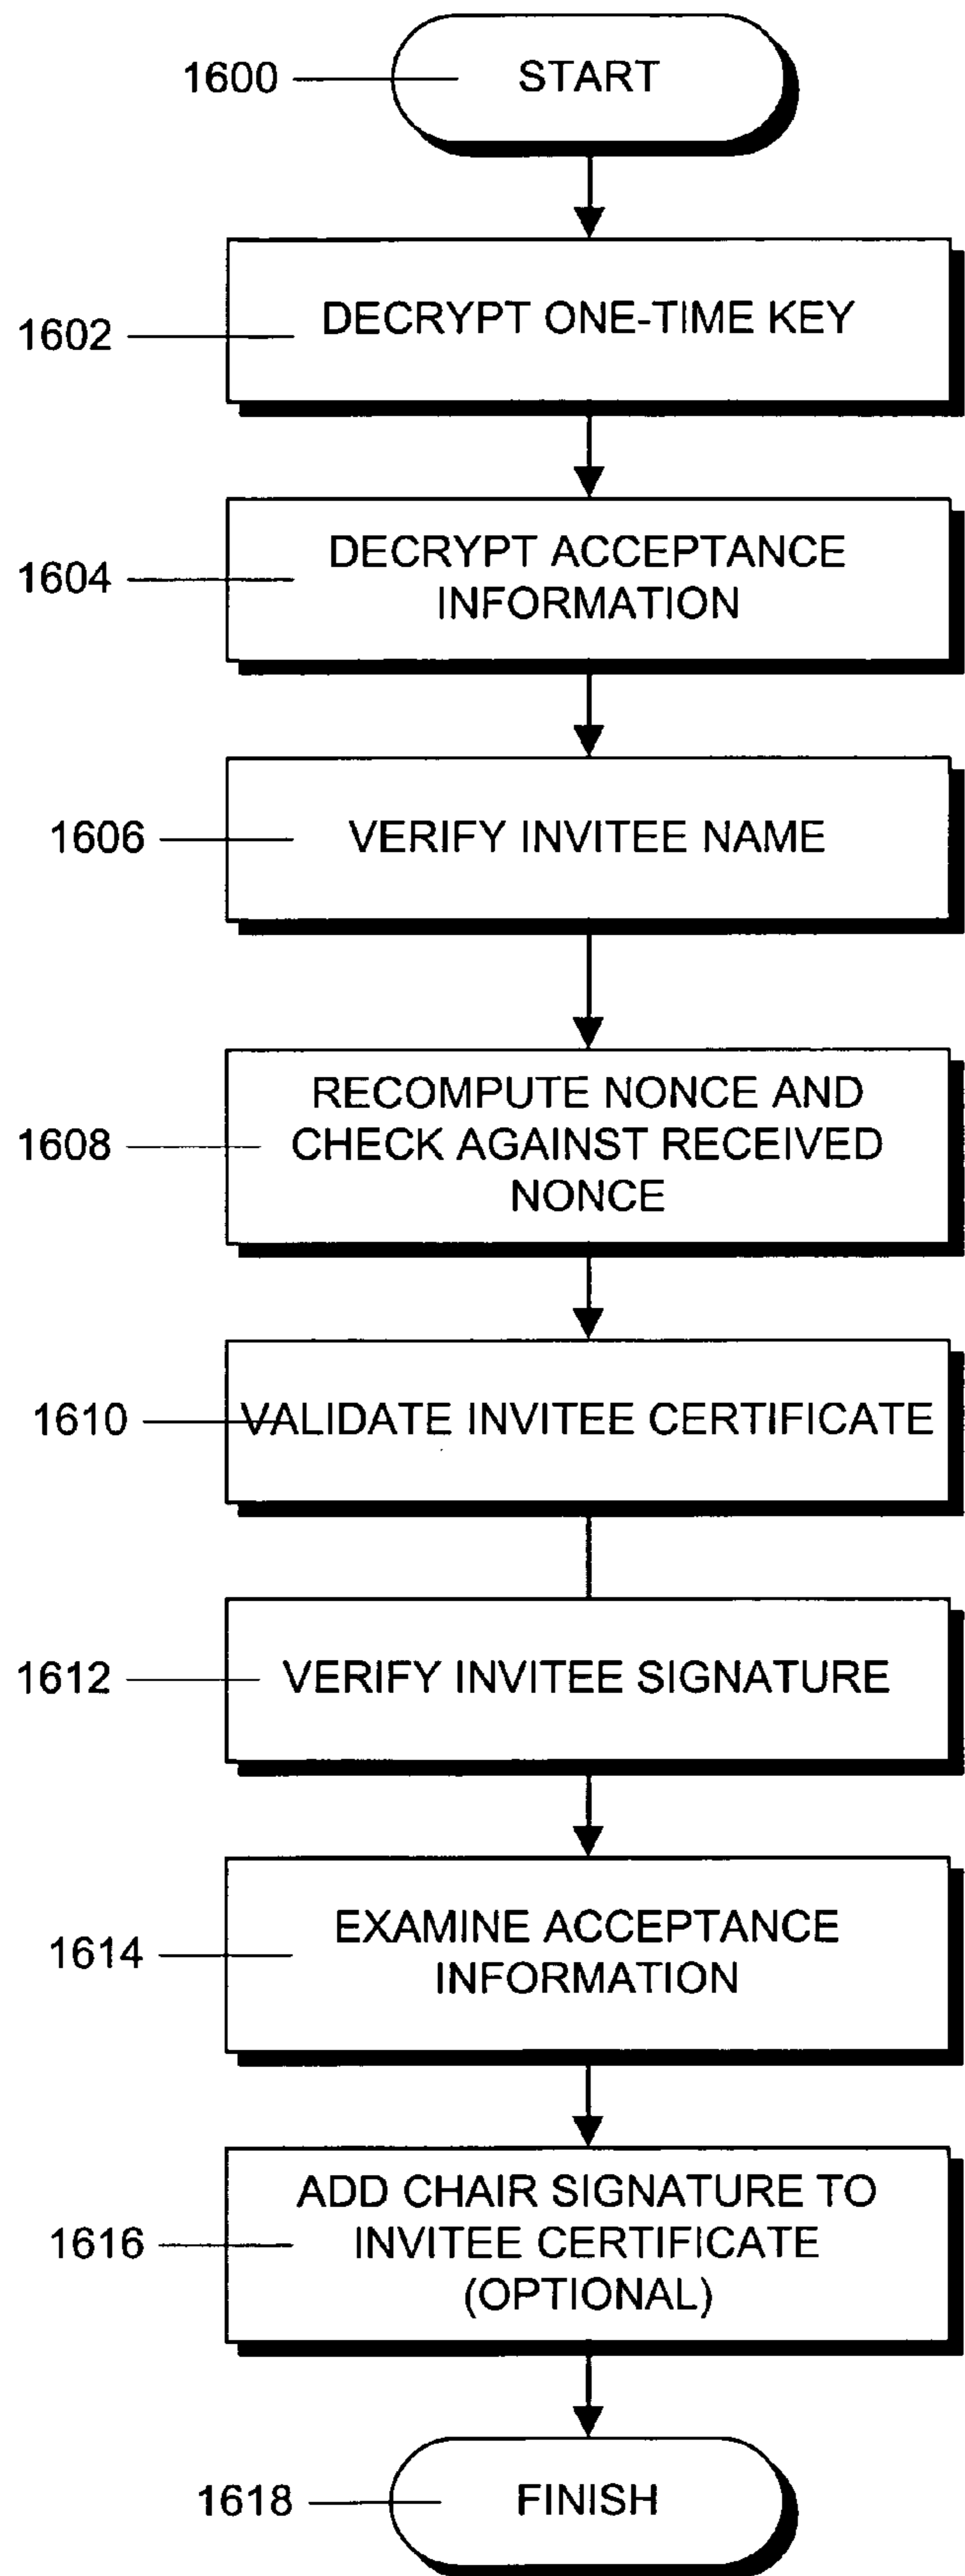 1600
START
1602
DECRYPT ONE-TIME KEY
1604
DECRYPT ACCEPTANCE
INFORMATION
1606
VERIFY INVITEE NAME
1608
RECOMPUTE NONCE AND
CHECK AGAINST RECEIVED
NONCE
1610
VALIDATE INVITEE CERTIFICATE
1612
VERIFY INVITEE SIGNATURE
1614
EXAMINE ACCEPTANCE
INFORMATION
1616
ADD CHAIR SIGNATURE TO
INVITEE CERTIFICATE
(OPTIONAL)
1618
FINISH